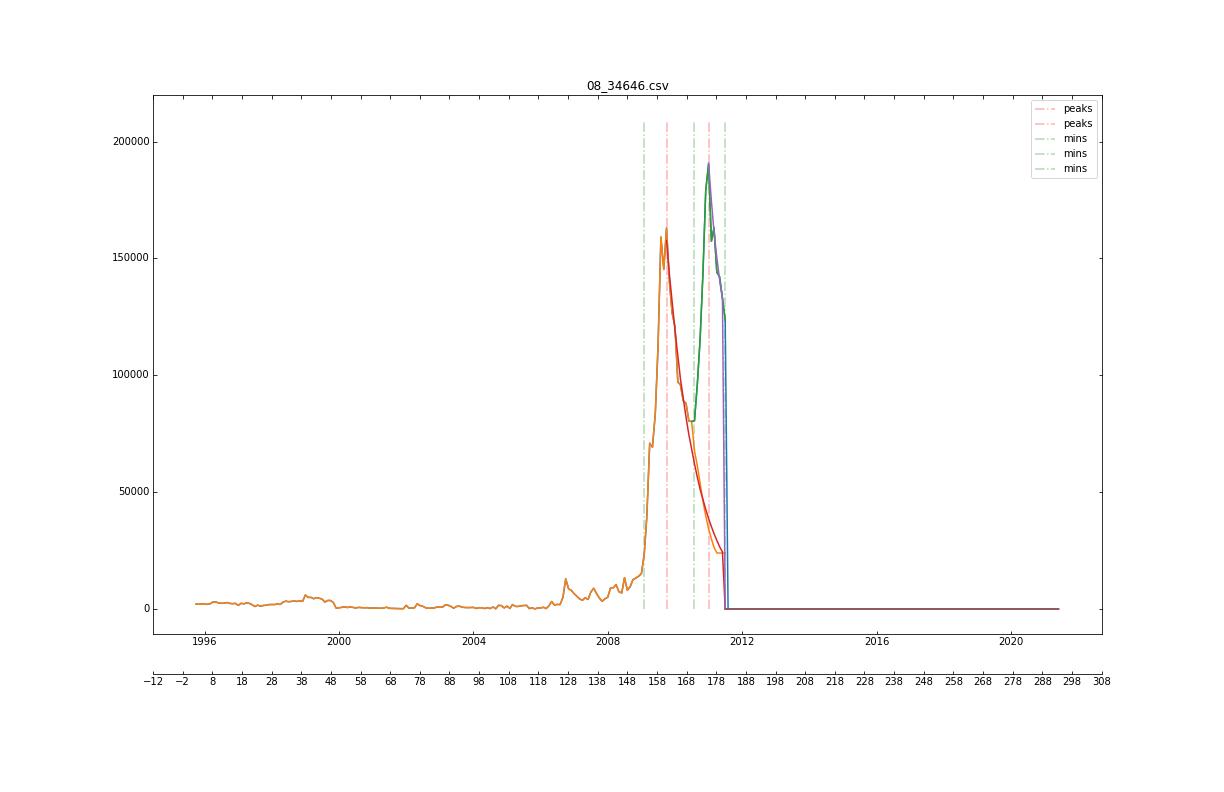 08_34646.csv
peaks
peaks
mins
mins
mins
200000
150000
100000
50000
0
1996 2000 2004 2008 2012 2016 2020
−12 −2 8 18 28 38 48 58 68 78 88 98 108 118 128 138 148 158 168 178 188 198 208 218 228 238 248 258 268 278 288 298 308